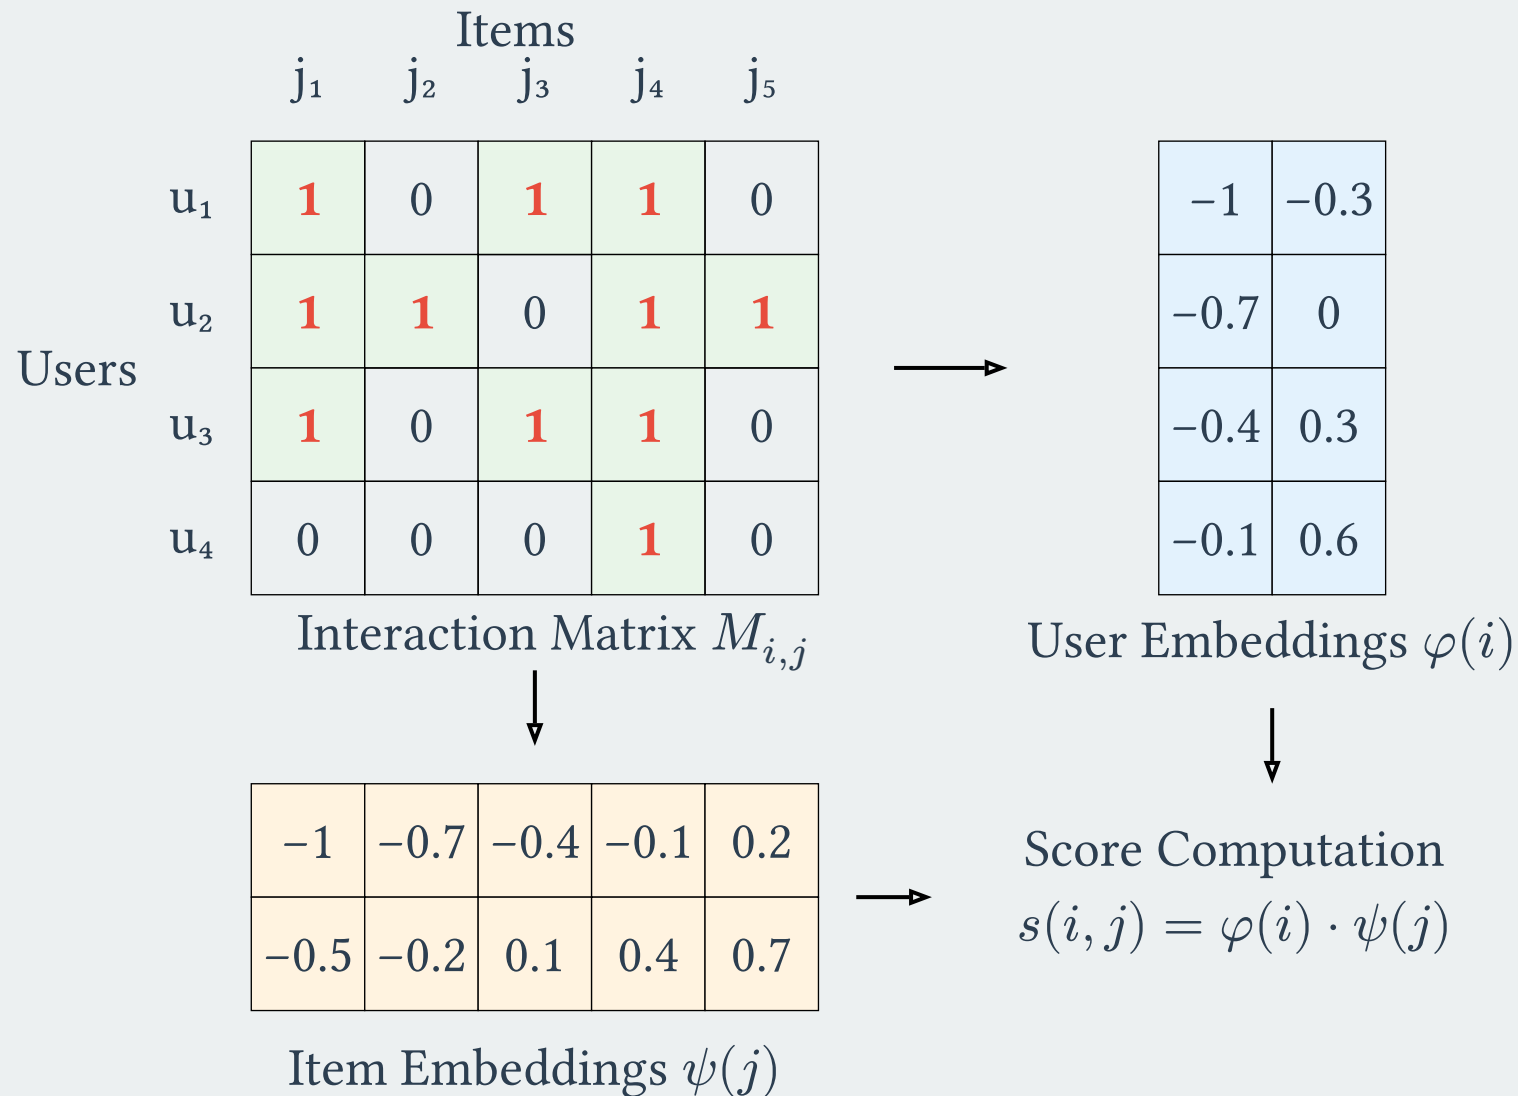 Items
j₁ j₂ j₃ j₄ j₅
u₁ 1 0 1 1 0 −1 −0.3
u₂ 1 1 0 1 1 −0.7 0
Users
u₃ 1 0 1 1 0 −0.4 0.3
u₄ 0 0 0 1 0 −0.1 0.6
Interaction Matrix M_{i,j}
User Embeddings φ(i)
−1 −0.7 −0.4 −0.1 0.2
−0.5 −0.2 0.1 0.4 0.7
Score Computation
s(i, j) = φ(i) · ψ(j)
Item Embeddings ψ(j)